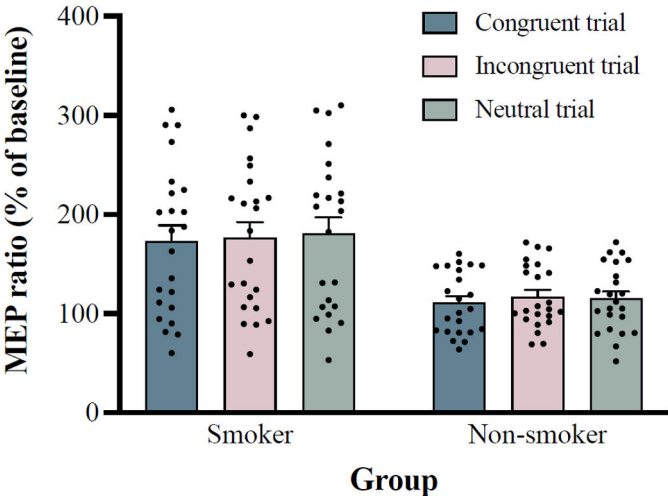 MEP ratio (% of baseline)
400
300
200
100
0
Congruent trial
Incongruent trial
Neutral trial
Smoker
Non-smoker
Group